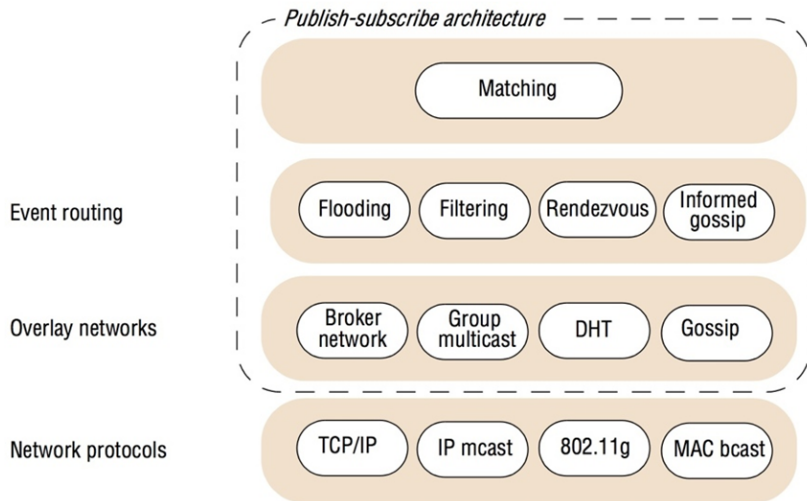 Publish-subscribe architecture
Matching
Event routing
Flooding
Filtering
Rendezvous
Informed
gossip
Overlay networks
Broker
network
Group
multicast
DHT
Gossip
Network protocols
TCP/IP
IP mcast
802.11g
MAC bcast